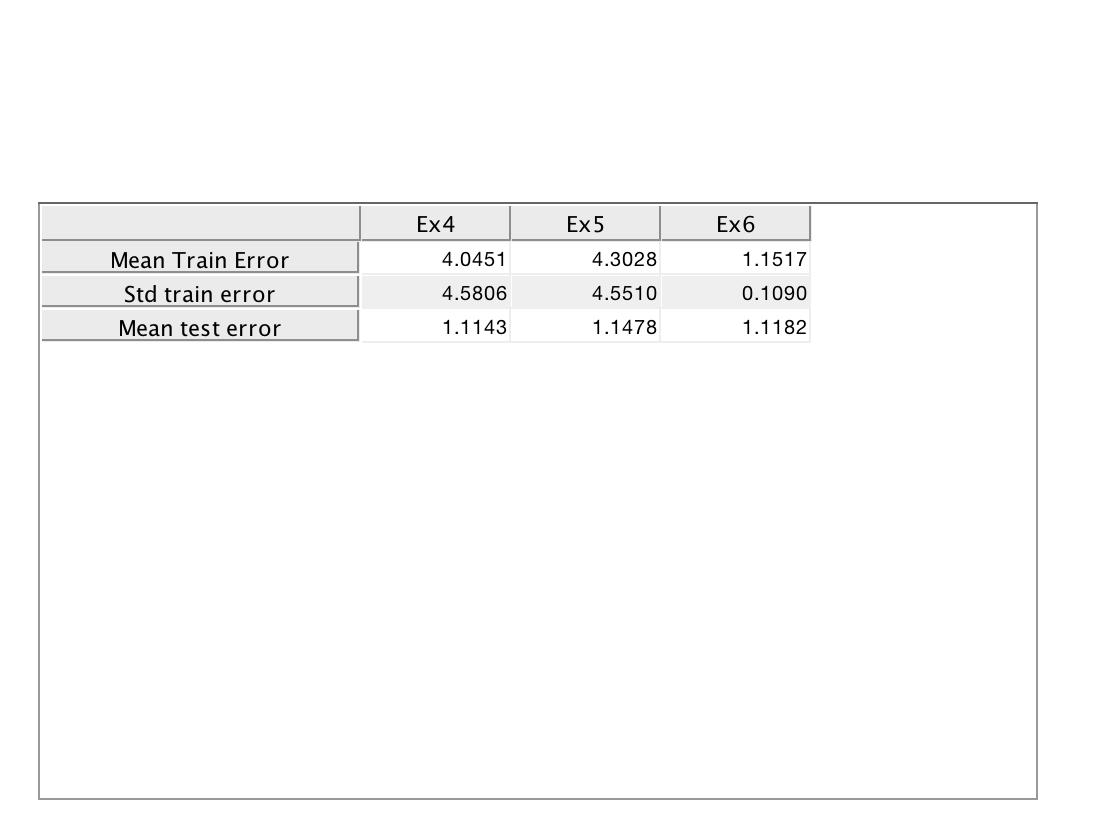 Ex4 Ex5 Ex6
Mean Train Error 4.0451 4.3028 1.1517
Std train error 4.5806 4.5510 0.1090
Mean test error 1.1143 1.1478 1.1182